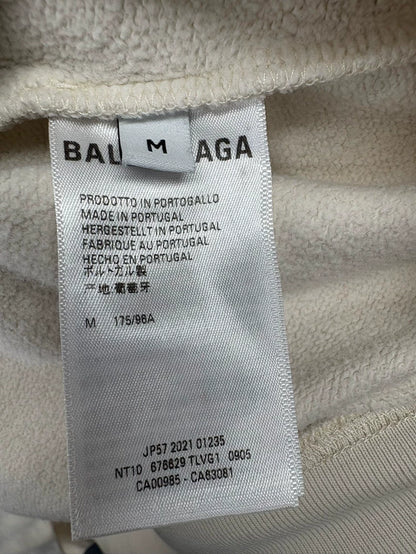 BAL M AGA
PRODOTTO IN PORTOGALLO
MADE IN PORTUGAL
HERGESTELLT IN PORTUGAL
FABRIQUE AU PORTUGAL
HECHO EN PORTUGAL
ポルトガル製
产地:葡萄牙
M 175/96A
JP57 2021 01235
NT10 676629 TLVG1 0905
CA00985 - CA63081